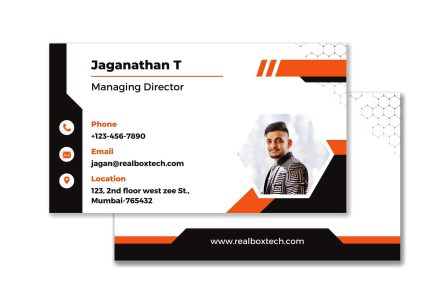 Jaganathan T
Managing Director
Phone
+123-456-7890
Email
jagan@realboxtech.com
Location
123, 2nd floor west zee St.,
Mumbai-765432
www.realboxtech.com